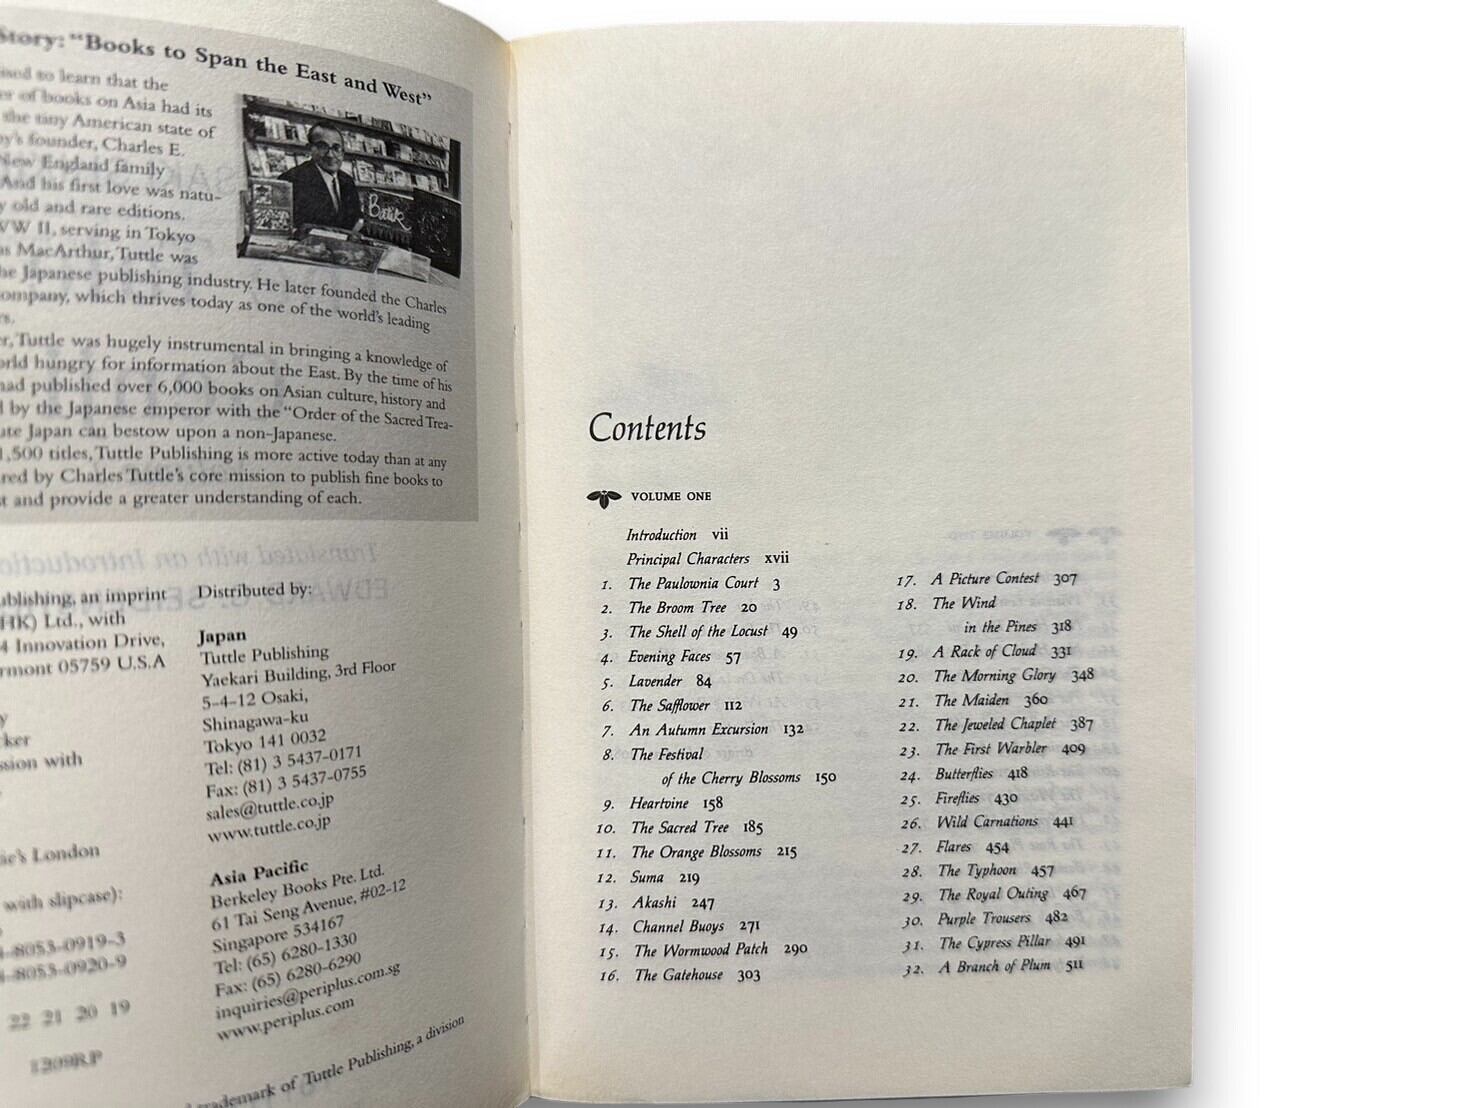 Story: "Books to Span the East and West"
to learn that the
of books on Asia had its
the tiny American state of
founder, Charles E.
New England family
And his first love was natu-
old and rare editions.
WW II, serving in Tokyo
MacArthur, Tuttle was
Japanese publishing industry. He later founded the Charles
which thrives today as one of the world's leading
Tuttle was hugely instrumental in bringing a knowledge of
hungry for information about the East. By the time of his
had published over 6,000 books on Asian culture, history and
by the Japanese emperor with the "Order of the Sacred Trea-
Japan can bestow upon a non-Japanese.
1,500 titles, Tuttle Publishing is more active today than at any
by Charles Tuttle's core mission to publish fine books to
and provide a greater understanding of each.
Batik
an imprint
(HK) Ltd., with
Innovation Drive,
05759 U.S.A
with
London
with slipcase):
8053-0919-3
8053-0920-9
22 21 20 19
1209RP
Distributed by:
Japan
Tuttle Publishing
Yaekari Building, 3rd Floor
5-4-12 Osaki,
Shinagawa-ku
Tokyo 141 0032
Tel: (81) 3 5437-0171
Fax: (81) 3 5437-0755
sales@tuttle.co.jp
www.tuttle.co.jp
Asia Pacific
Berkeley Books Pte. Ltd.
61 Tai Seng Avenue, #02-12
Singapore 534167
Tel: (65) 6280-1330
Fax: (65) 6280-6290
inquiries@periplus.com.sg
www.periplus.com
trademark of Tuttle Publishing, a division
Contents
VOLUME ONE
Introduction vii
Principal Characters xvii
1. The Paulownia Court 3
2. The Broom Tree 20
3. The Shell of the Locust 49
4. Evening Faces 57
5. Lavender 84
6. The Safflower 112
7. An Autumn Excursion 132
8. The Festival
of the Cherry Blossoms 150
9. Heartvine 158
10. The Sacred Tree 185
11. The Orange Blossoms 215
12. Suma 219
13. Akashi 247
14. Channel Buoys 271
15. The Wormwood Patch 290
16. The Gatehouse 303
17. A Picture Contest 307
18. The Wind
in the Pines 318
19. A Rack of Cloud 331
20. The Morning Glory 348
21. The Maiden 360
22. The Jeweled Chaplet 387
23. The First Warbler 409
24. Butterflies 418
25. Fireflies 430
26. Wild Carnations 441
27. Flares 454
28. The Typhoon 457
29. The Royal Outing 467
30. Purple Trousers 482
31. The Cypress Pillar 491
32. A Branch of Plum 511